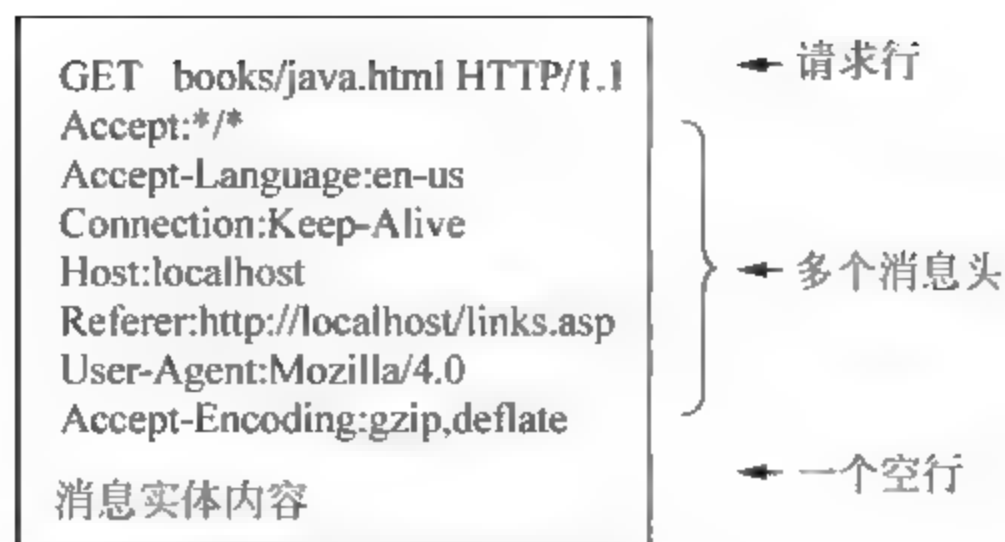 GET books/java.html HTTP/1.1
请求行
Accept:*/*
Accept-Language:en-us
Connection:Keep-Alive
Host:localhost
多个消息头
Referer:http://localhost/links.asp
User-Agent:Mozilla/4.0
Accept-Encoding:gzip,deflate
一个空行
消息实体内容